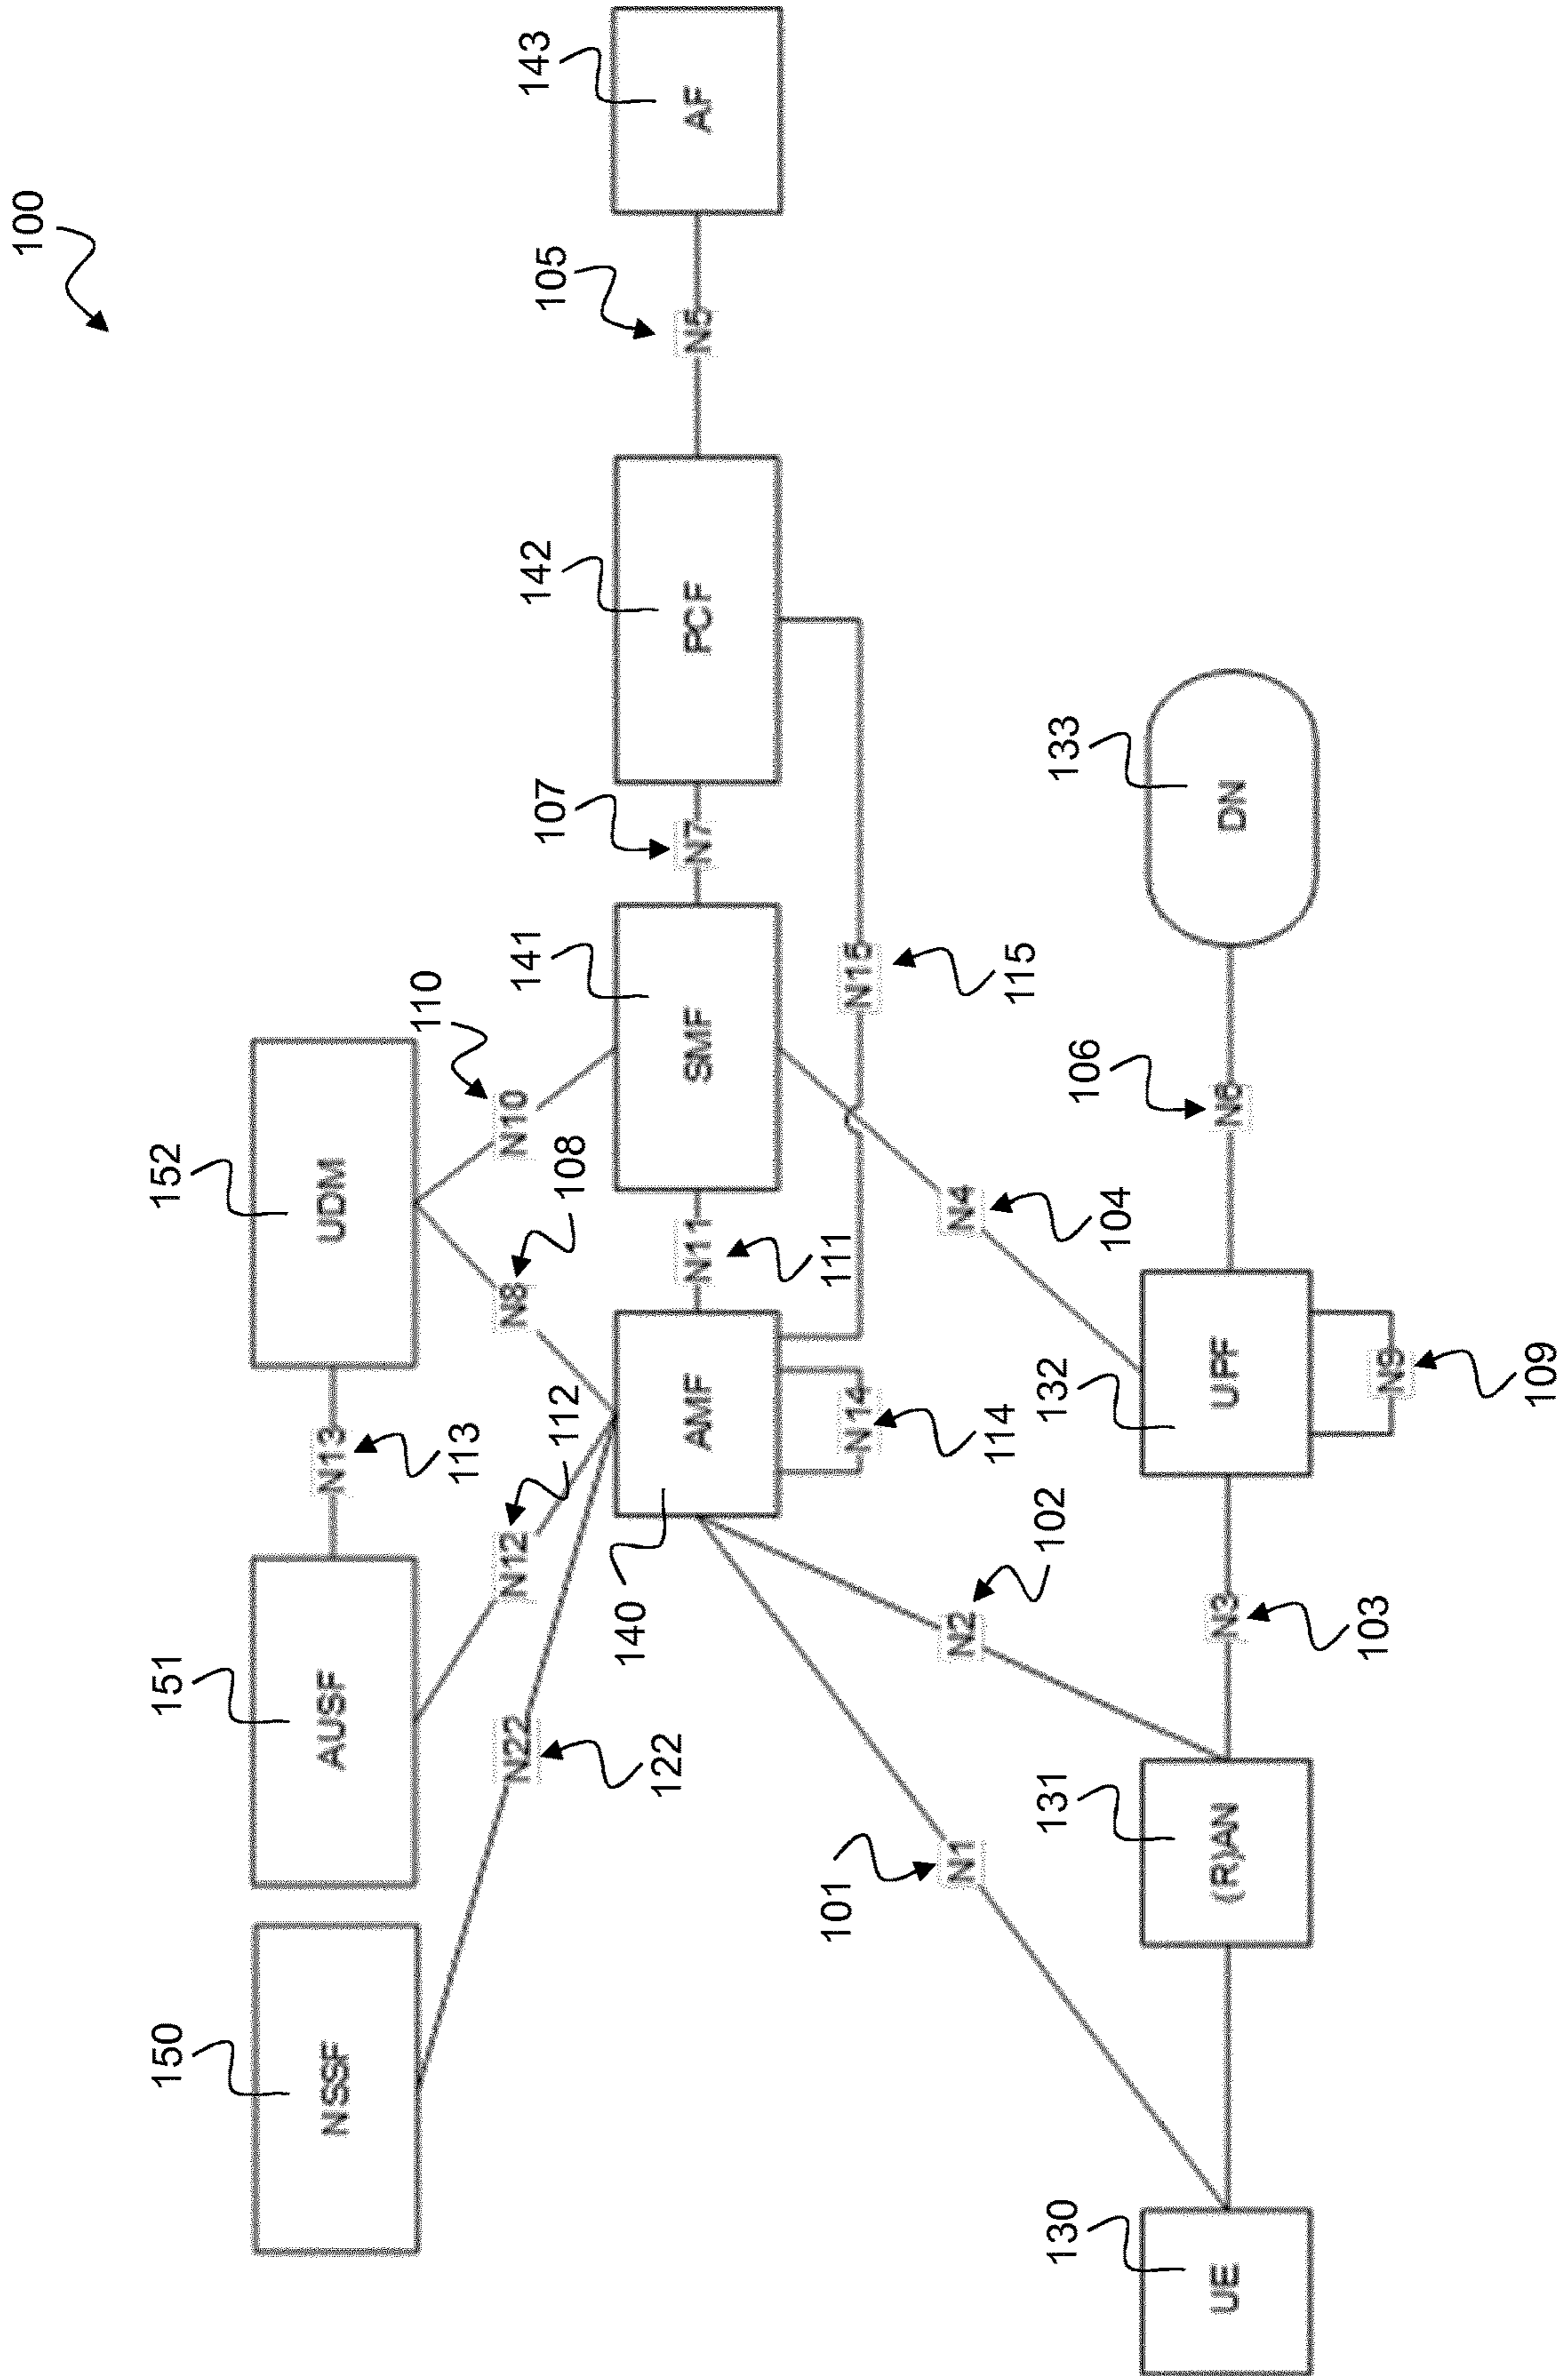 100
150
NSSF
151
AUSF
N13
113
152
UDM
N22
122
N12
112
N8
108
N10
110
140
AMF
N11
111
141
SMF
107
N7
142
PCF
105
N5
143
AF
N14
114
N15
115
101
N1
N2
102
N4
104
130
UE
131
(R)AN
N3
103
132
UPF
106
N6
133
DN
N9
109